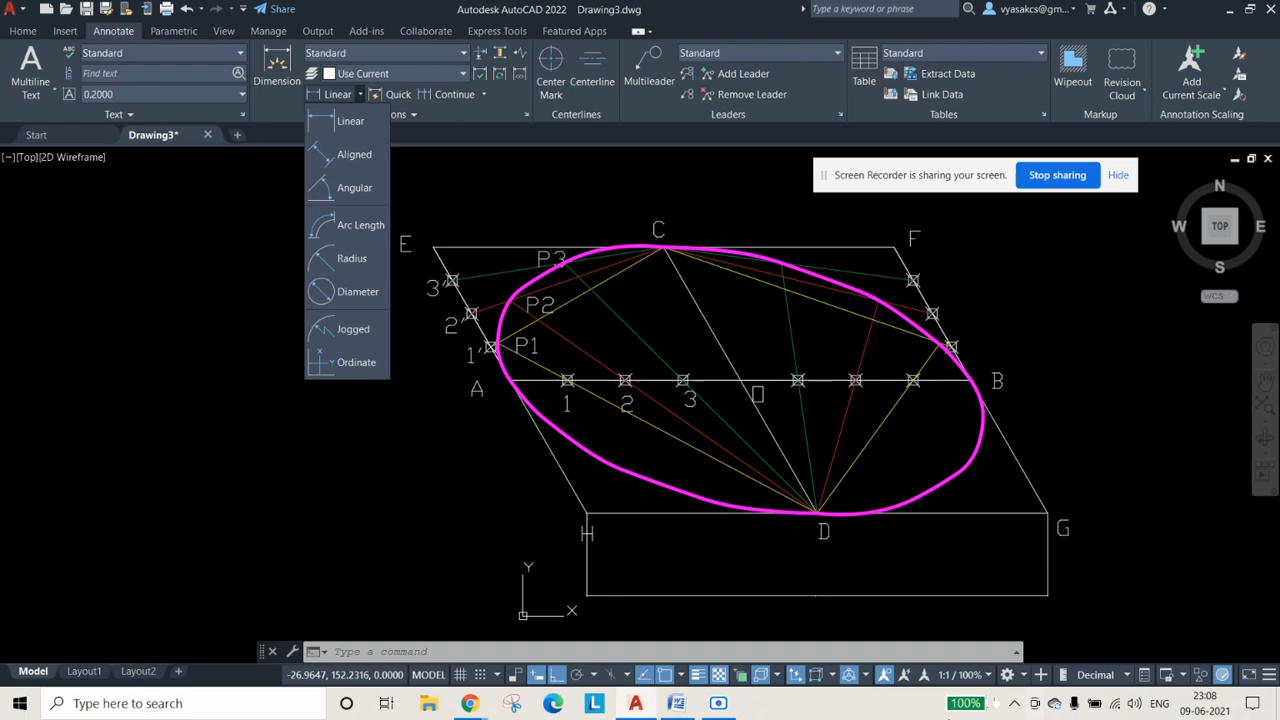 Share
Autodesk AutoCAD 2022 Drawing3.dwg
Type a keyword or phrase
vyasakcs@gm...
Home Insert Annotate Parametric View Manage Output Add-ins Collaborate Express Tools Featured Apps
Multiline Text
ABC
Standard
Find text
0.2000
Text
Dimension
Standard
Use Current
Linear Quick Continue
Center Mark
Centerline
Centerlines
Multileader
Standard
Add Leader
Remove Leader
Leaders
Table
Standard
Extract Data
Link Data
Tables
Wipeout
Revision Cloud
Markup
Add Current Scale
Annotation Scaling
Start Drawing3*
Linear
Aligned
Angular
Arc Length
Radius
Diameter
Jogged
Ordinate
[−][Top][2D Wireframe]
Screen Recorder is sharing your screen. Stop sharing Hide
N
W TOP E
S
WCS
E C F
P3
3'
P2
2'
P1
1'
A 1 2 3 O B
H D G
Y
X
Type a command
Model Layout1 Layout2
-26.9647, 152.2316, 0.0000 MODEL 1:1 / 100% Decimal
Type here to search
100%
ENG
23:08
09-06-2021